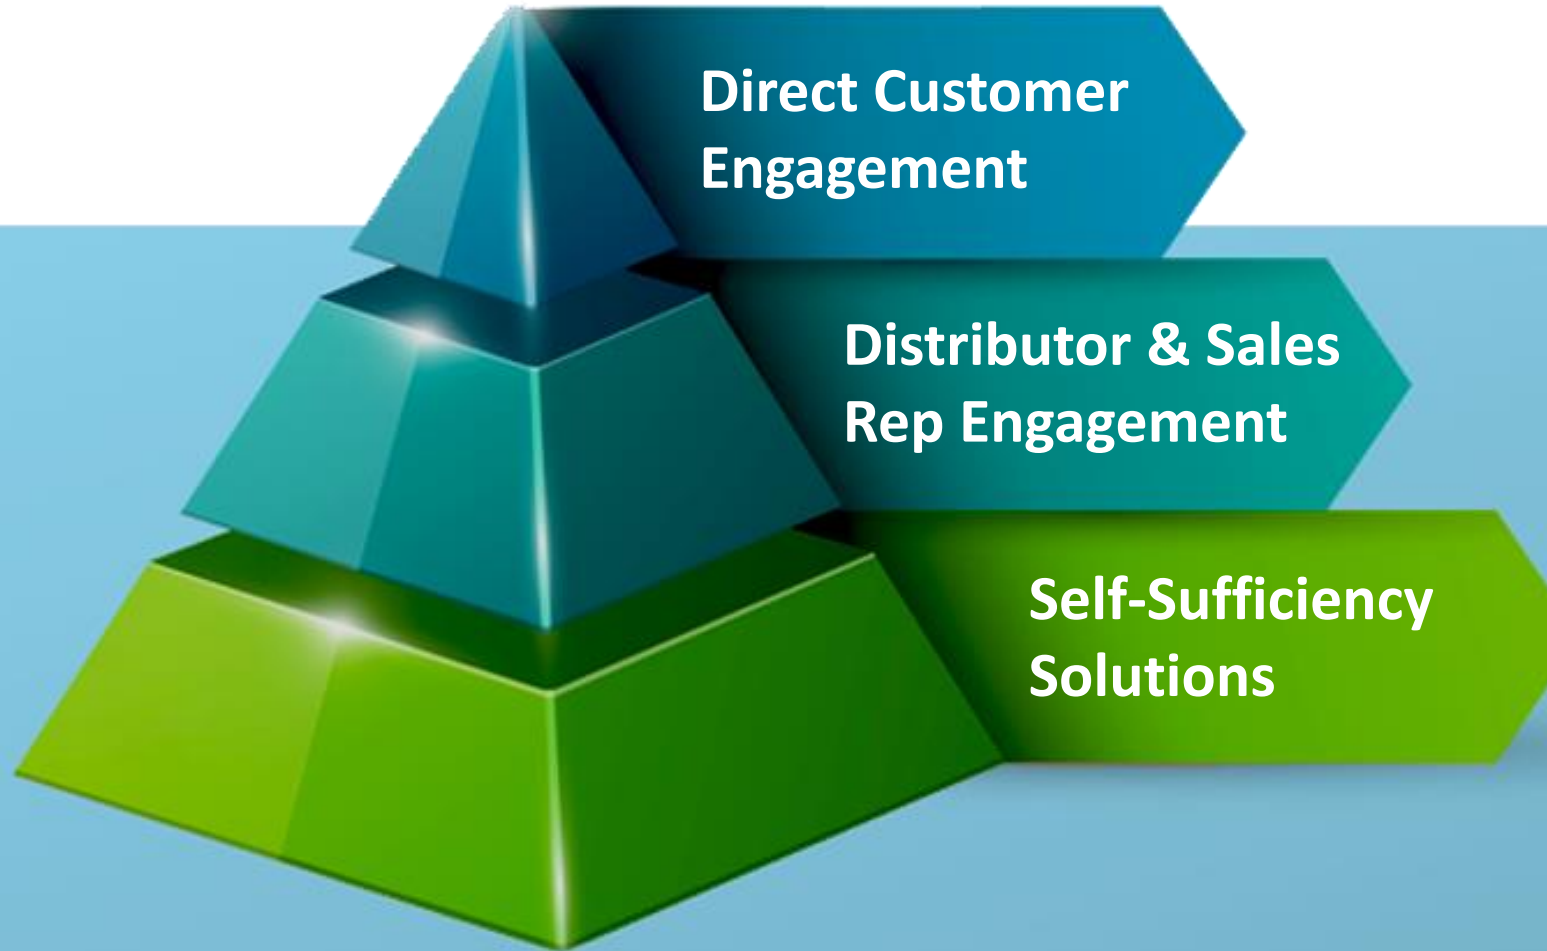 Direct Customer
Engagement
Distributor & Sales
Rep Engagement
Self-Sufficiency
Solutions